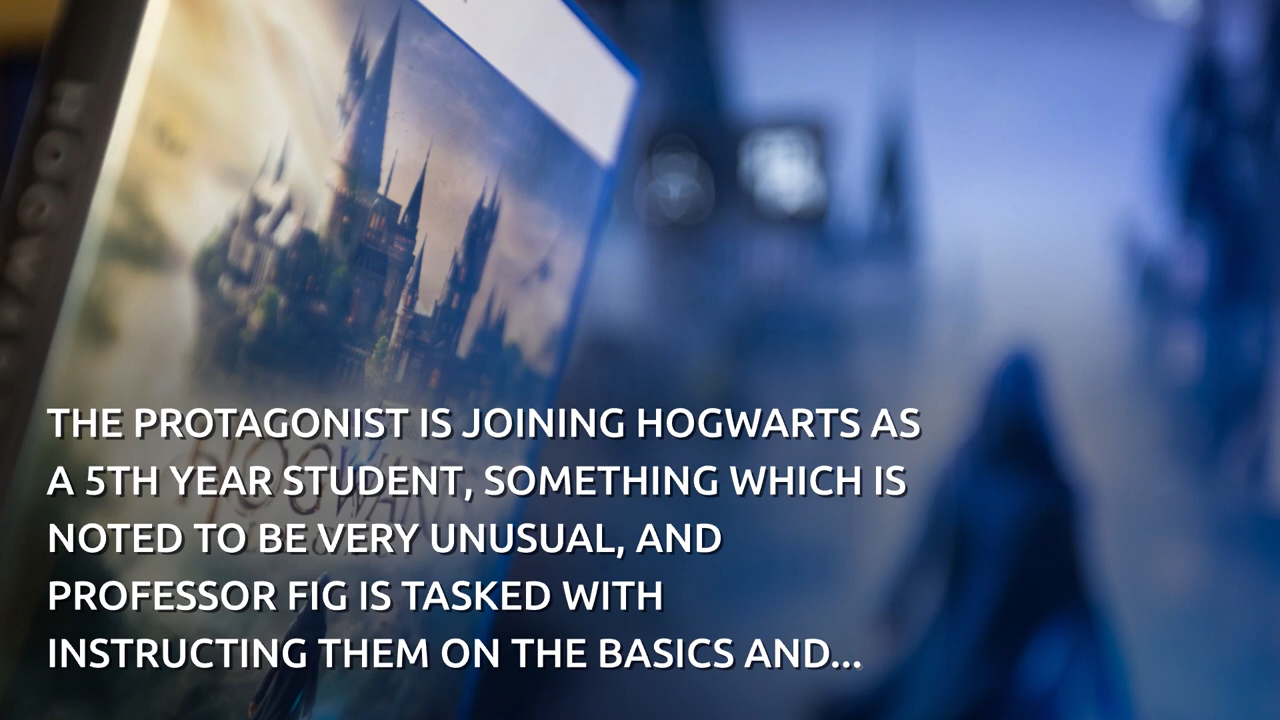 HOGWAR
THE PROTAGONIST IS JOINING HOGWARTS AS
A 5TH YEAR STUDENT, SOMETHING WHICH IS
NOTED TO BE VERY UNUSUAL, AND
PROFESSOR FIG IS TASKED WITH
INSTRUCTING THEM ON THE BASICS AND...